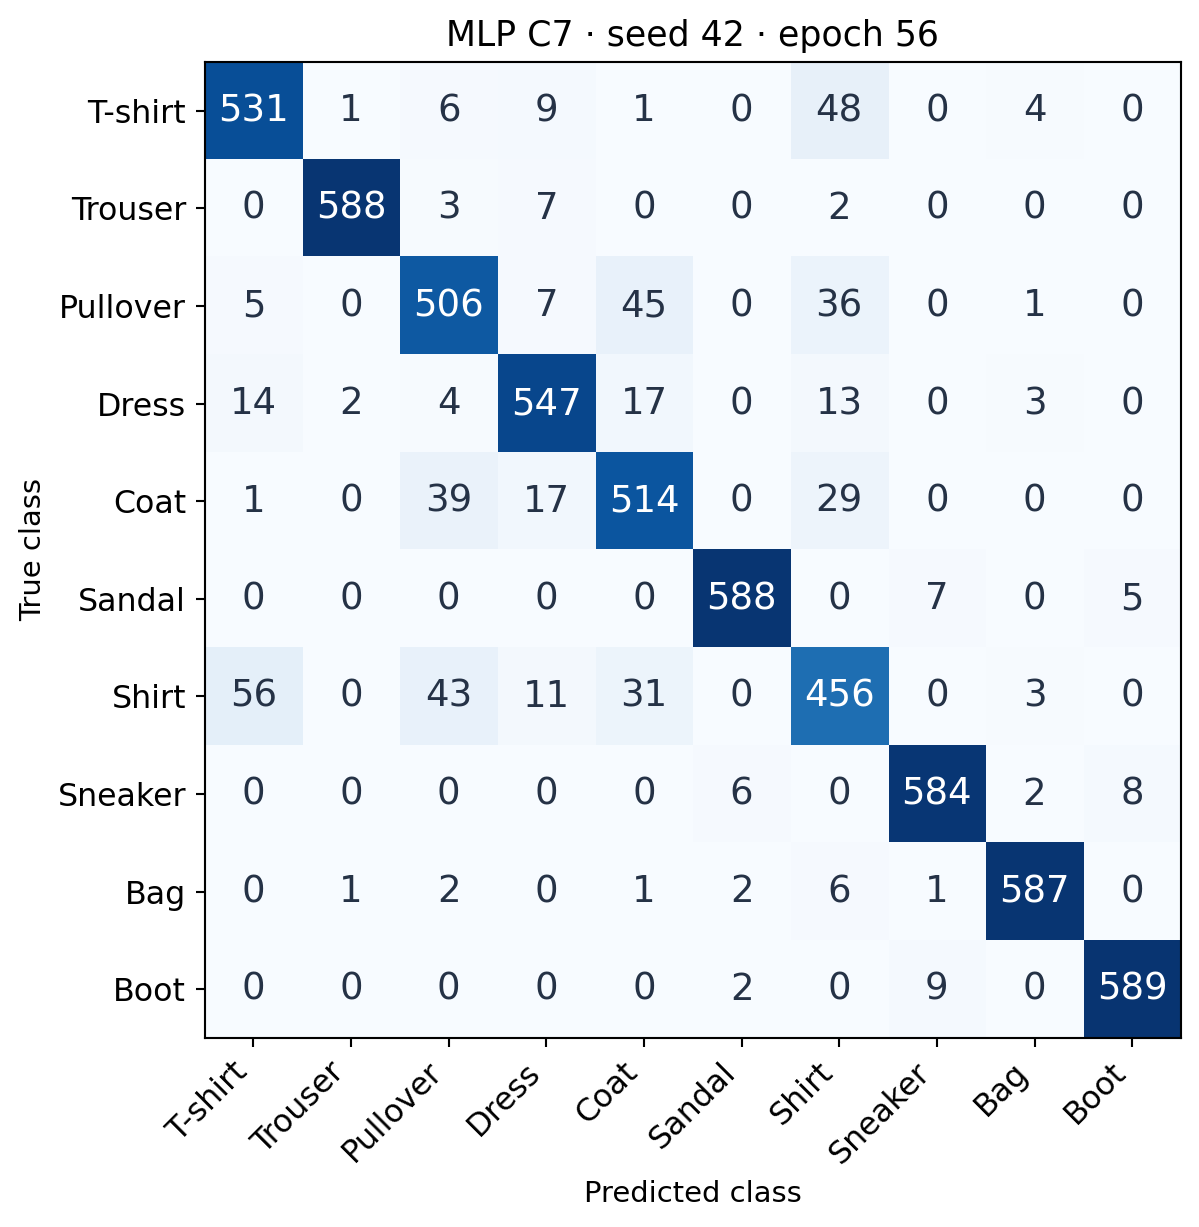 MLP C7 · seed 42 · epoch 56
T-shirt 531 1 6 9 1 0 48 0 4 0
Trouser 0 588 3 7 0 0 2 0 0 0
Pullover 5 0 506 7 45 0 36 0 1 0
Dress 14 2 4 547 17 0 13 0 3 0
Coat 1 0 39 17 514 0 29 0 0 0
Sandal 0 0 0 0 0 588 0 7 0 5
Shirt 56 0 43 11 31 0 456 0 3 0
Sneaker 0 0 0 0 0 6 0 584 2 8
Bag 0 1 2 0 1 2 6 1 587 0
Boot 0 0 0 0 0 2 0 9 0 589
True class
T-shirt Trouser Pullover Dress Coat Sandal Shirt Sneaker Bag Boot
Predicted class